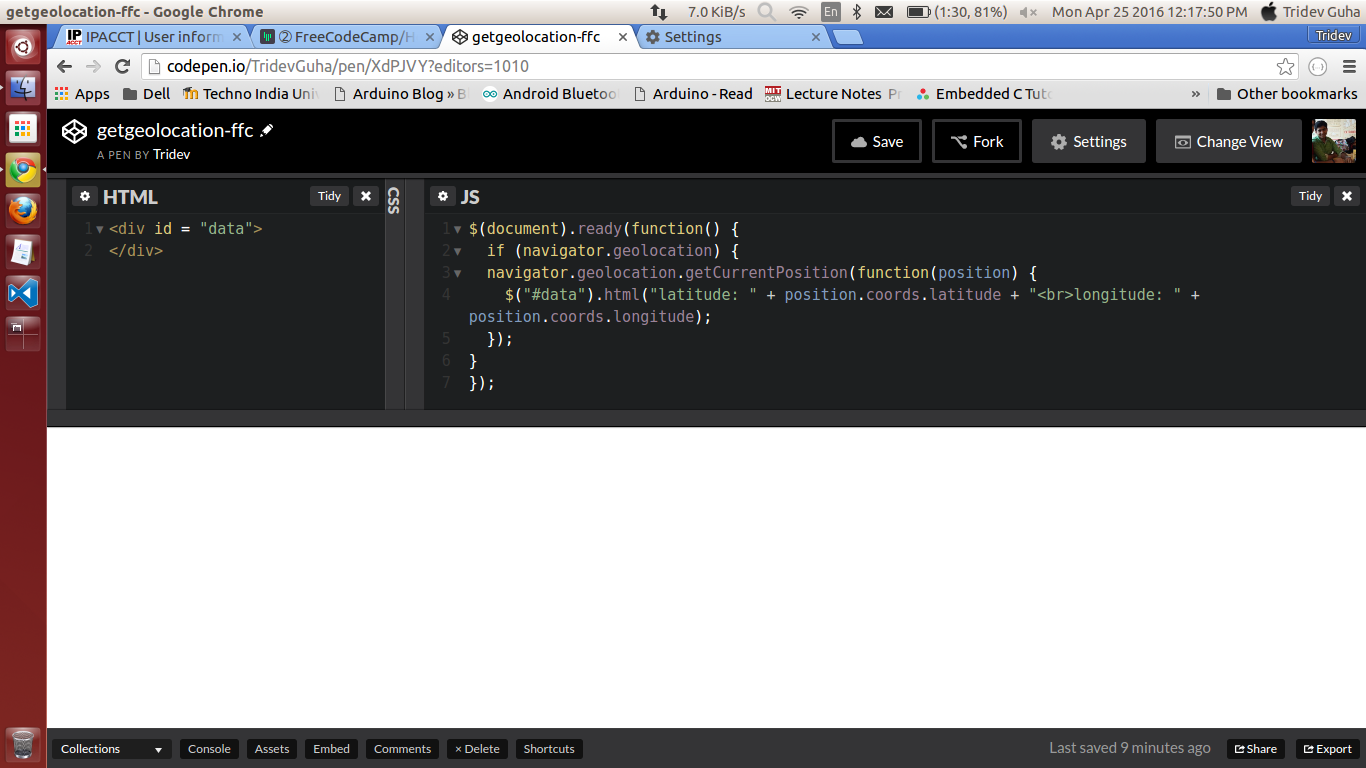 getgeolocation-ffc - Google Chrome
7.0 KiB/s En (1:30, 81%) Mon Apr 25 2016 12:17:50 PM Tridev Guha
IP ACCT IPACCT | User inform
② FreeCodeCamp/H
getgeolocation-ffc
Settings
Tridev
codepen.io/TridevGuha/pen/XdPJVY?editors=1010
Apps Dell Techno India Uni Arduino Blog » B Android Bluetoo Arduino - Read Lecture Notes Pr Embedded C Tuto » Other bookmarks
getgeolocation-ffc
A PEN BY Tridev
Save Fork Settings Change View
HTML Tidy
1 <div id = "data">
2 </div>
CSS
JS Tidy
1 $(document).ready(function() {
2 if (navigator.geolocation) {
3 navigator.geolocation.getCurrentPosition(function(position) {
4 $("#data").html("latitude: " + position.coords.latitude + "<br>longitude: " +
position.coords.longitude);
5 });
6 }
7 });
Collections Console Assets Embed Comments × Delete Shortcuts Last saved 9 minutes ago Share Export